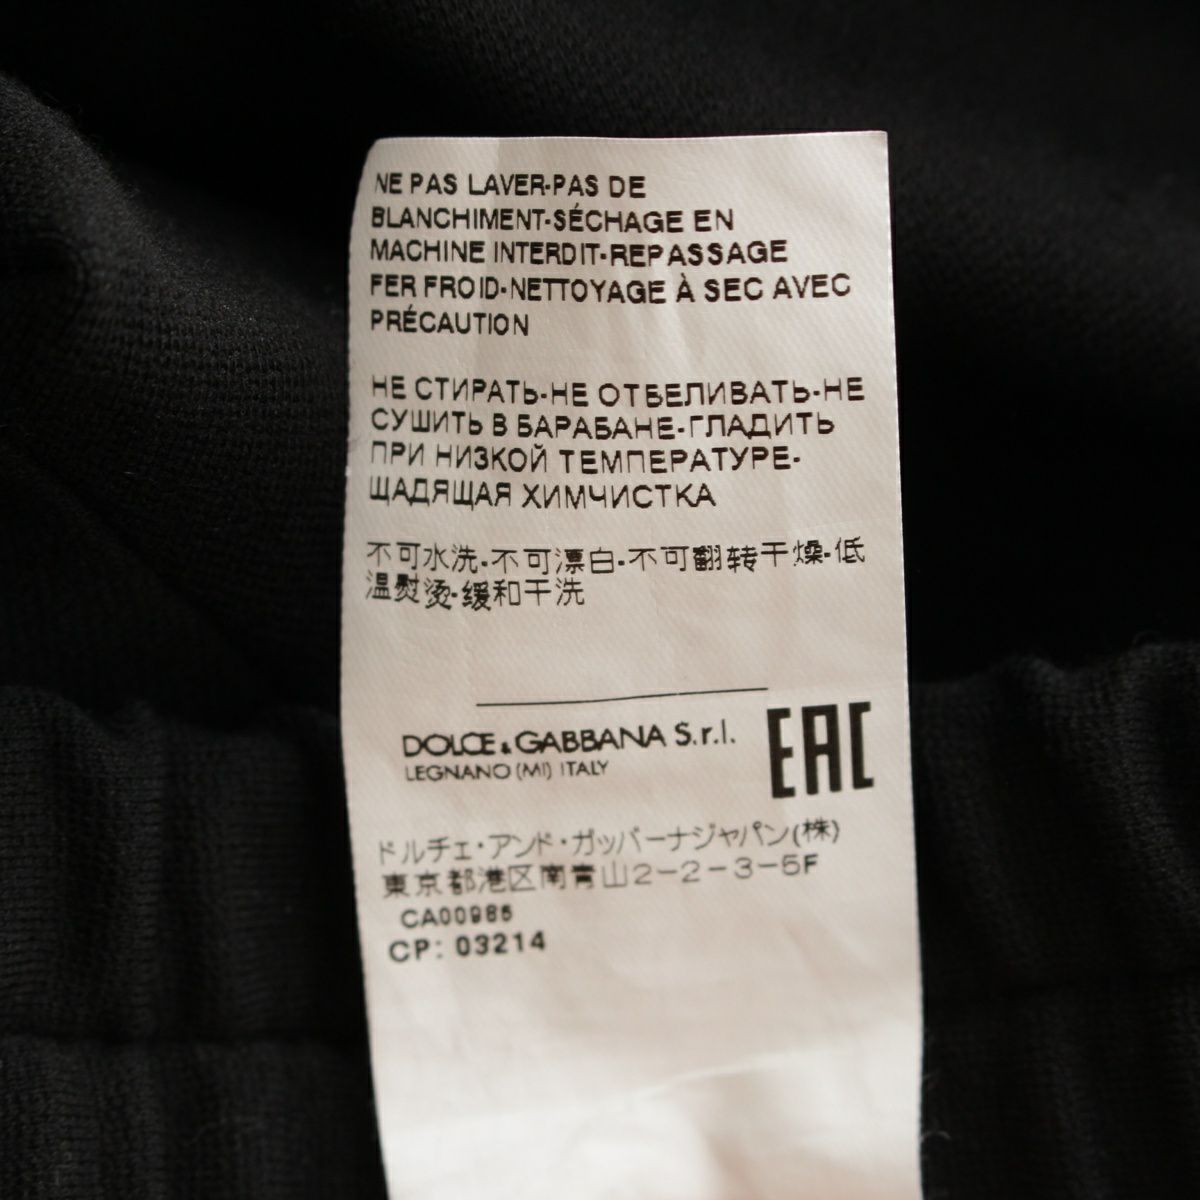 NE PAS LAVER-PAS DE
BLANCHIMENT-SÉCHAGE EN
MACHINE INTERDIT-REPASSAGE
FER FROID-NETTOYAGE À SEC AVEC
PRÉCAUTION
НЕ СТИРАТЬ-НЕ ОТБЕЛИВАТЬ-НЕ
СУШИТЬ В БАРАБАНЕ-ГЛАДИТЬ
ПРИ НИЗКОЙ ТЕМПЕРАТУРЕ-
ЩАДЯЩАЯ ХИМЧИСТКА
不可水洗-不可漂白-不可翻转干燥-低
温熨烫-缓和干洗
DOLCE & GABBANA S.r.l.
LEGNANO (MI) ITALY
EAC
ドルチェ・アンド・ガッバーナジャパン(株)
東京都港区南青山2-2-3-5F
CA00985
CP: 03214